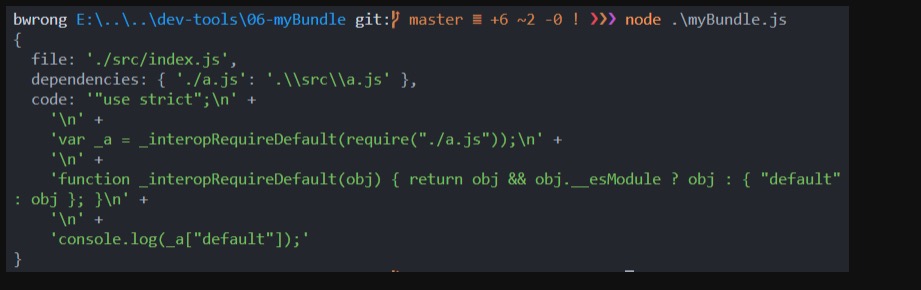 bwrong E:\..\..\dev-tools\06-myBundle git: master ≡ +6 ~2 -0 ! ❯❯❯ node .\myBundle.js
{
  file: './src/index.js',
  dependencies: { './a.js': '.\\src\\a.js' },
  code: '"use strict";\n' +
    '\n' +
    'var _a = _interopRequireDefault(require("./a.js"));\n' +
    '\n' +
    'function _interopRequireDefault(obj) { return obj && obj.__esModule ? obj : { "default"
: obj }; }\n' +
    '\n' +
    'console.log(_a["default"]);'
}